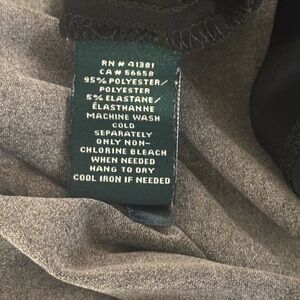 RN # 41381
CA # 56658
95% POLYESTER/
POLYESTER
5% ELASTANE/
ÉLASTHANNE
MACHINE WASH
COLD
SEPARATELY
ONLY NON-
CHLORINE BLEACH
WHEN NEEDED
HANG TO DRY
COOL IRON IF NEEDED